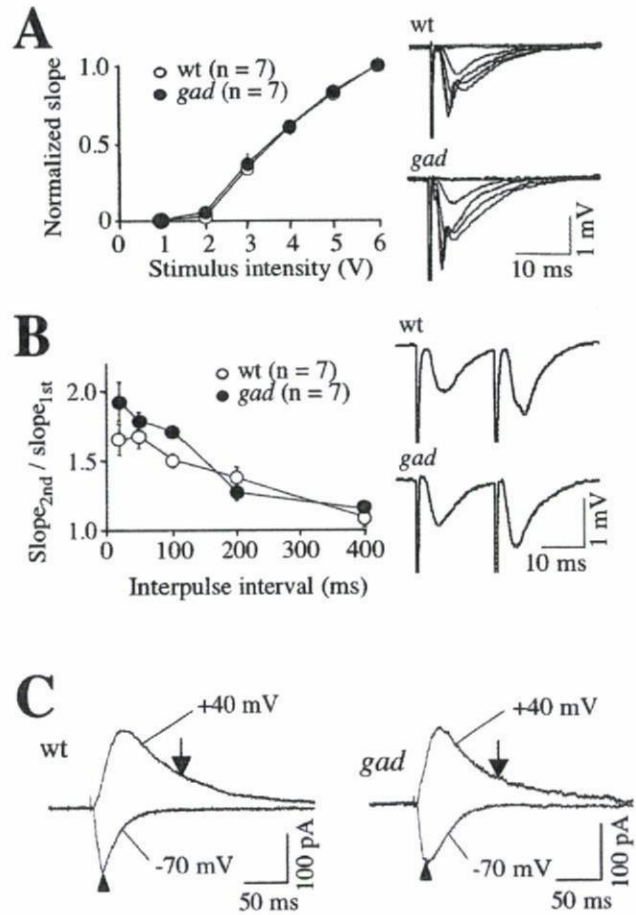 A
Normalized slope
1.0
0.5
0
wt (n = 7)
gad (n = 7)
0 1 2 3 4 5 6
Stimulus intensity (V)
wt
gad
1 mV
10 ms
B
Slope2nd / slope1st
2.0
1.5
1.0
wt (n = 7)
gad (n = 7)
0 100 200 300 400
Interpulse interval (ms)
wt
gad
1 mV
10 ms
C
wt
+40 mV
-70 mV
100 pA
50 ms
gad
+40 mV
-70 mV
100 pA
50 ms